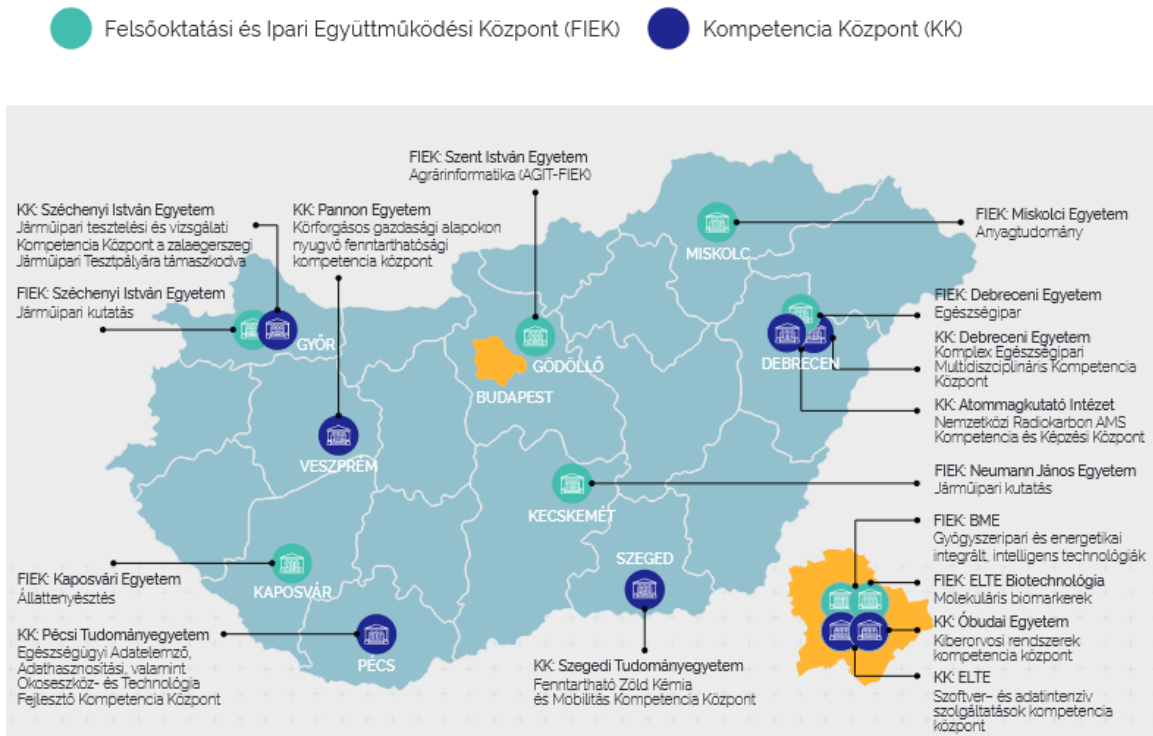 Felsőoktatási és Ipari Együttműködési Központ (FIEK)
Kompetencia Központ (KK)
FIEK: Szent István Egyetem
Agrárinformatika (AGIT-FIEK)
KK: Széchenyi István Egyetem
Járműipari tesztelési és vizsgálati
Kompetencia Központ a zalaegerszegi
Járműipari Tesztpályára támaszkodva
KK: Pannon Egyetem
Körforgásos gazdasági alapokon
nyugvó fenntarthatósági
kompetencia központ
FIEK: Miskolci Egyetem
Anyagtudomány
MISKOLC
FIEK: Széchenyi István Egyetem
Járműipari kutatás
GYŐR
GÖDÖLLŐ
BUDAPEST
DEBRECEN
FIEK: Debreceni Egyetem
Egészségipar
KK: Debreceni Egyetem
Komplex Egészségipari
Multidiszciplináris Kompetencia
Központ
KK: Atommagkutató Intézet
Nemzetközi Radiokarbon AMS
Kompetencia és Képzési Központ
VESZPRÉM
FIEK: Neumann János Egyetem
Járműipari kutatás
KECSKEMÉT
FIEK: BME
Gyógyszeripari és energetikai
integrált, intelligens technológiák
SZEGED
FIEK: Kaposvári Egyetem
Állattenyésztés
KAPOSVÁR
FIEK: ELTE Biotechnológia
Molekuláris biomarkerek
KK: Óbudai Egyetem
Kiberorvosi rendszerek
kompetencia központ
KK: Pécsi Tudományegyetem
Egészségügyi Adatelemző,
Adathasznosítási, valamint
Okoseszköz- és Technológia
Fejlesztő Kompetencia Központ
PÉCS
KK: Szegedi Tudományegyetem
Fenntartható Zöld Kémia
és Mobilitás Kompetencia Központ
KK: ELTE
Szoftver- és adatintenzív
szolgáltatások kompetencia
központ